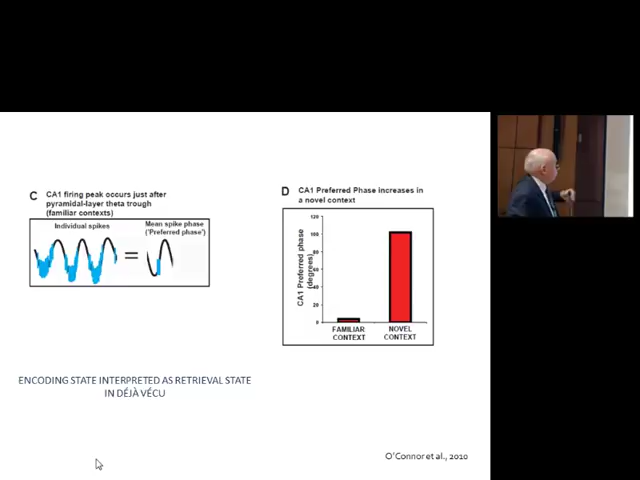 C CA1 firing peak occurs just after
pyramidal-layer theta trough
(familiar contexts)
Individual spikes
Mean spike phase
('Preferred phase')
=
D CA1 Preferred Phase increases in
a novel context
CA1 Preferred phase
(degrees)
120
100
80
60
40
20
0
FAMILIAR
CONTEXT
NOVEL
CONTEXT
ENCODING STATE INTERPRETED AS RETRIEVAL STATE
IN DÉJÀ VÉCU
O'Connor et al., 2010